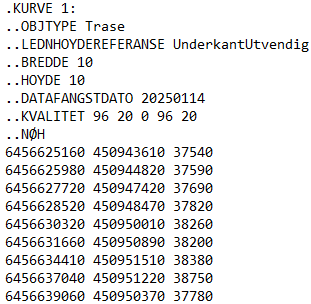 .KURVE 1:
..OBJTYPE Trase
..LEDNHOYDEREFERANSE UnderkantUtvendig
..BREDDE 10
..HOYDE 10
..DATAFANGSTDATO 20250114
..KVALITET 96 20 0 96 20
..NØH
6456625160 450943610 37540
6456625980 450944820 37590
6456627720 450947420 37690
6456628520 450948470 37820
6456630320 450950010 38260
6456631660 450950890 38200
6456634410 450951510 38380
6456637040 450951220 38750
6456639060 450950370 37780